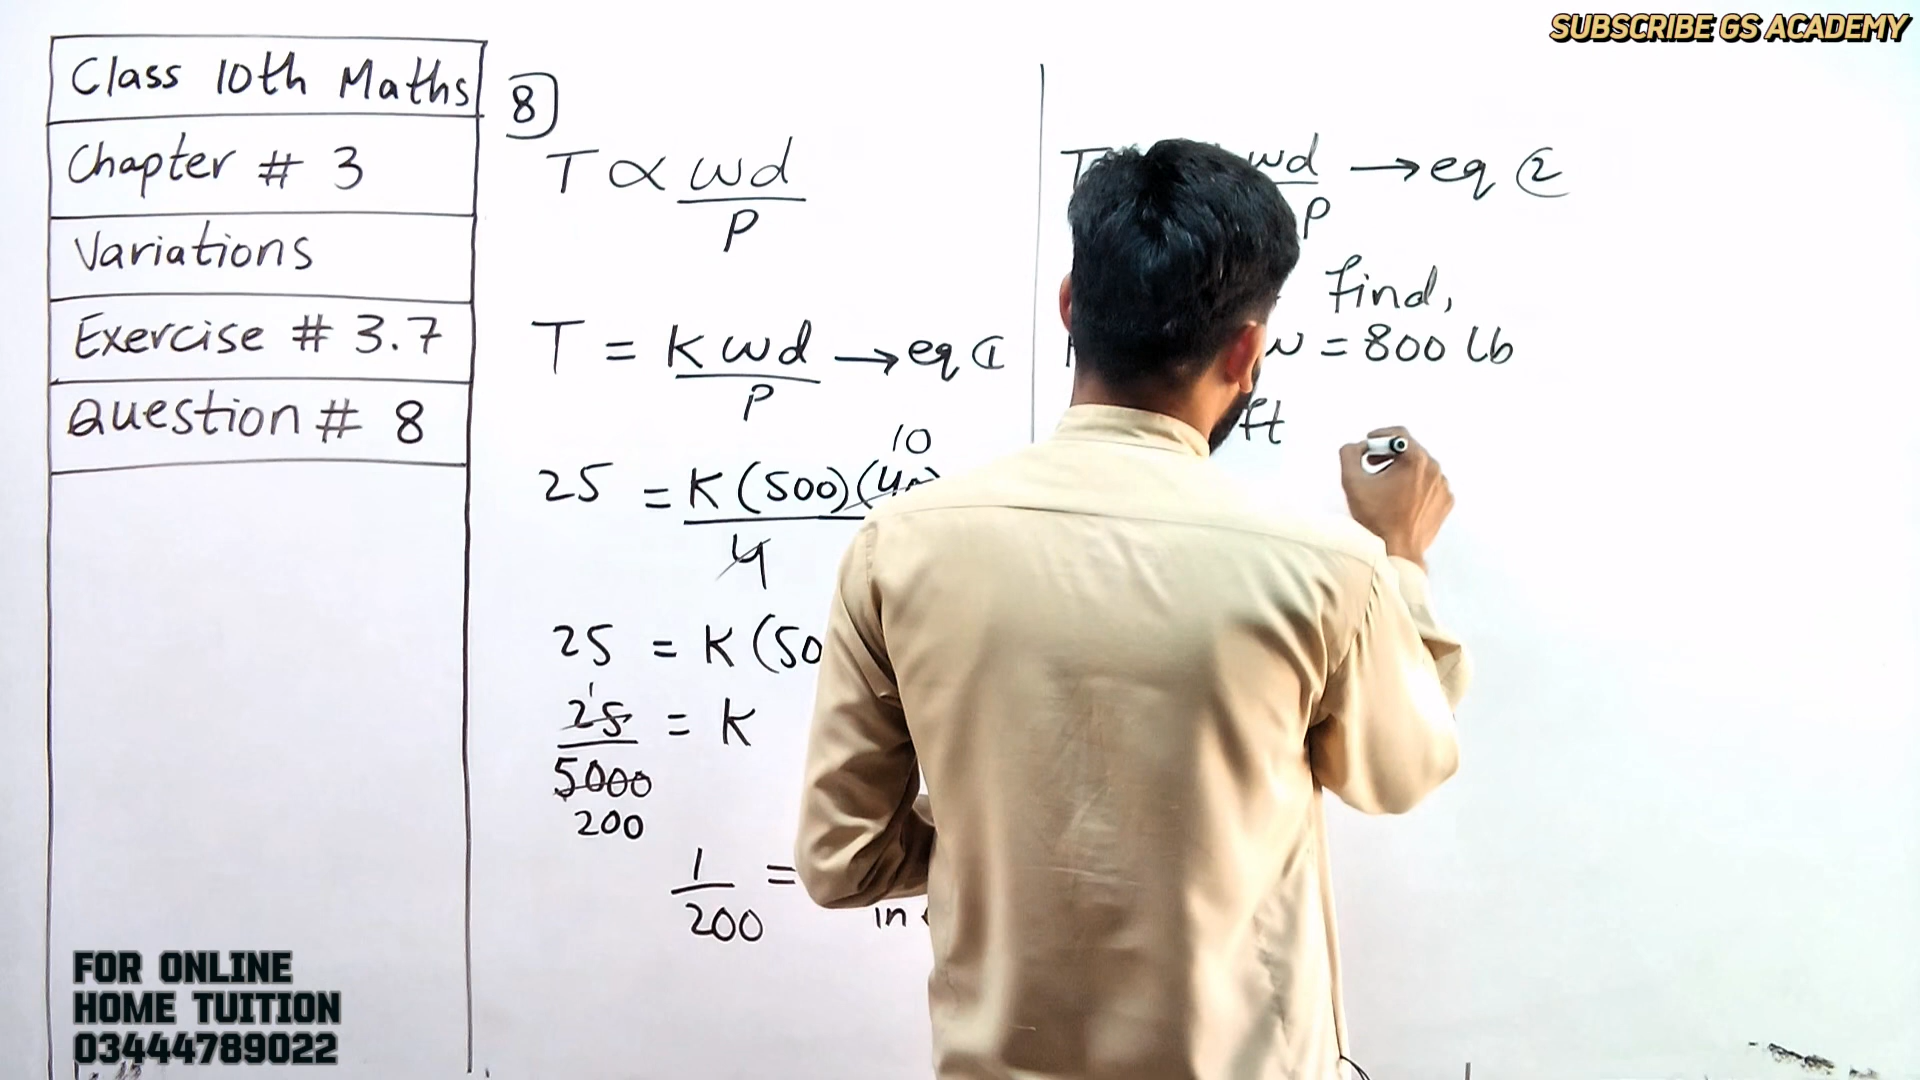 SUBSCRIBE GS ACADEMY
Class 10th Maths
Chapter # 3
Variations
Exercise # 3.7
Question # 8
8
T ∝ wd
P
T = K wd → eq 1
P
10
25 = K (500)(40)
4
25 = K (50
1
25 = K
5000
200
1 =
200
in
T wd → eq 2
P
find,
w = 800 lb
ft
FOR ONLINE
HOME TUITION
03444789022